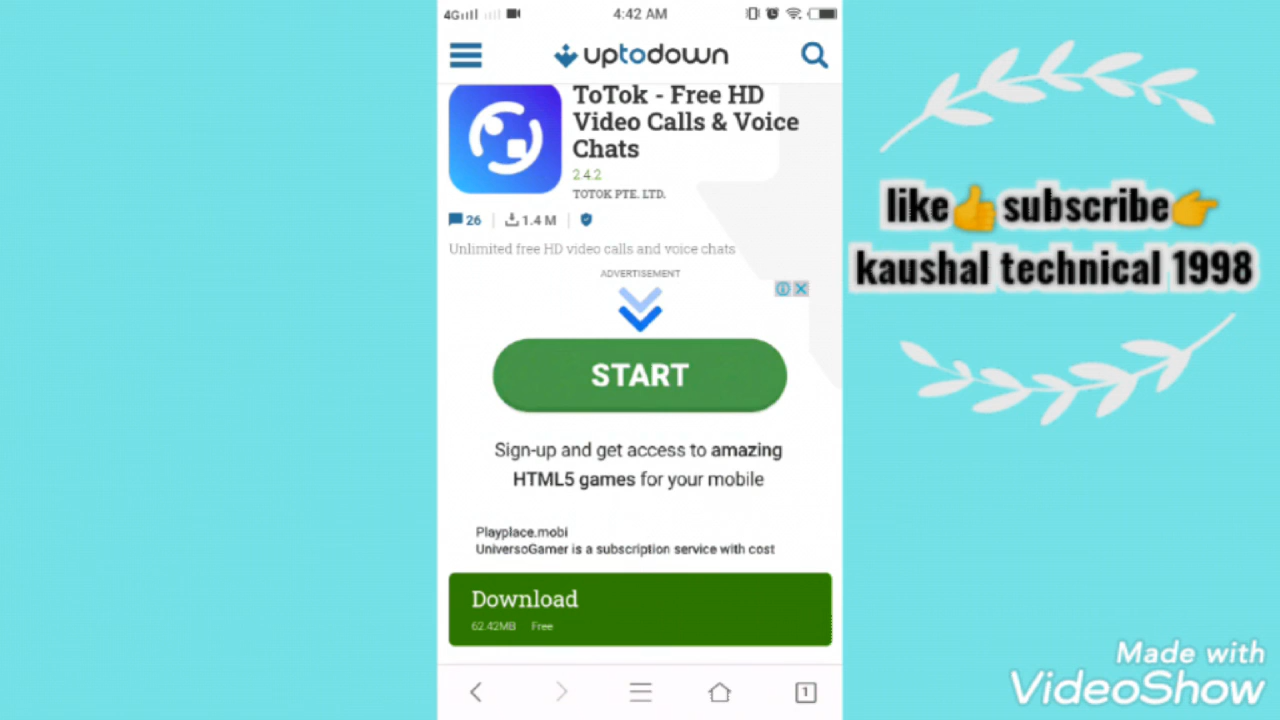 4G
4:42 AM
uptodown
ToTok - Free HD
Video Calls & Voice
Chats
2.4.2
TOTOK PTE. LTD.
26
1.4 M
Unlimited free HD video calls and voice chats
ADVERTISEMENT
START
Sign-up and get access to amazing
HTML5 games for your mobile
Playplace.mobi
UniversoGamer is a subscription service with cost
Download
62.42MB Free
1
like👍subscribe👉
kaushal technical 1998
Made with
VideoShow